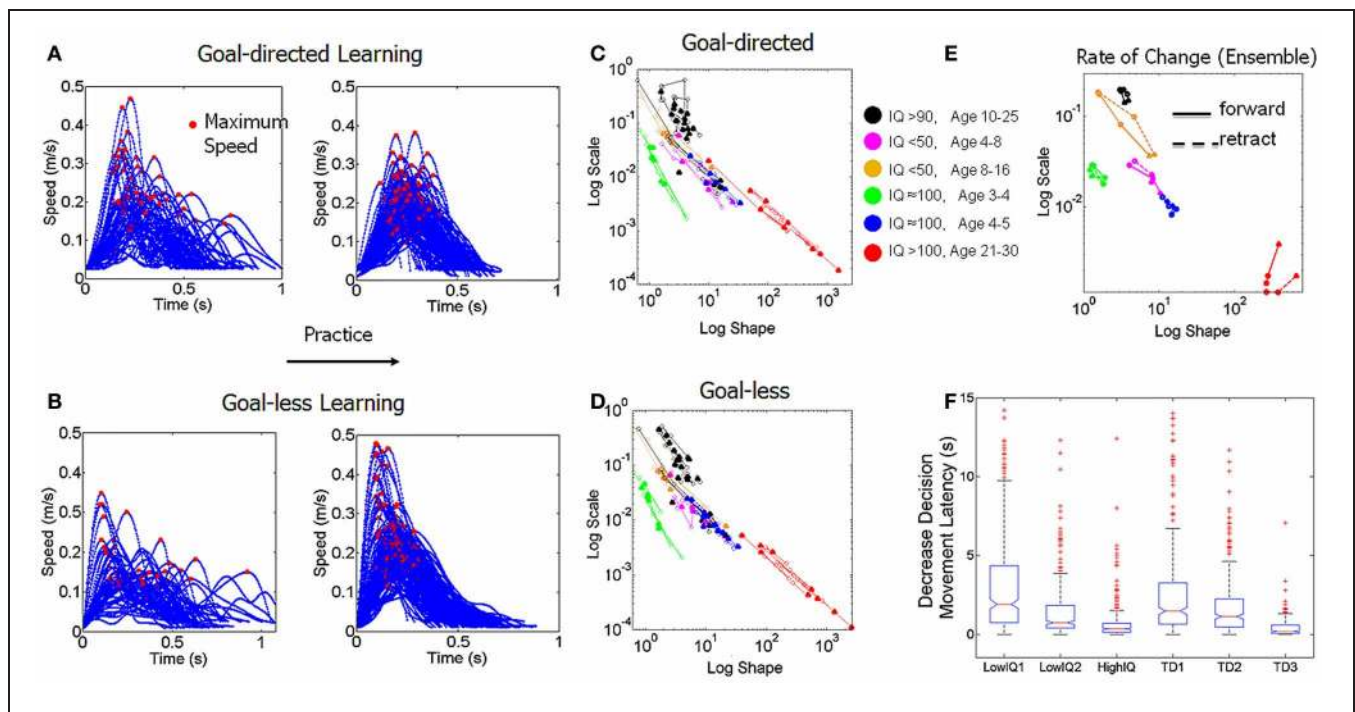 A
Goal-directed Learning
0.5
0.4
0.3
0.2
0.1
0
Speed (m/s)
Maximum
Speed
0 0.5 1
Time (s)
0.5
0.4
0.3
0.2
0.1
0
Speed (m/s)
0 0.5 1
Time (s)
Practice
B
Goal-less Learning
0.5
0.4
0.3
0.2
0.1
0
Speed (m/s)
0 0.5 1
Time (s)
0.5
0.4
0.3
0.2
0.1
0
Speed (m/s)
0 0.5 1
Time (s)
C
Goal-directed
10^0
10^-1
10^-2
10^-3
10^-4
Log Scale
10^0 10^1 10^2 10^3
Log Shape
IQ >90, Age 10-25
IQ <50, Age 4-8
IQ <50, Age 8-16
IQ ≈100, Age 3-4
IQ ≈100, Age 4-5
IQ >100, Age 21-30
D
Goal-less
10^0
10^-1
10^-2
10^-3
10^-4
Log Scale
10^0 10^1 10^2 10^3
Log Shape
E
Rate of Change (Ensemble)
forward
retract
10^-1
10^-2
Log Scale
10^0 10^1 10^2
Log Shape
F
15
10
5
0
Decrease Decision
Movement Latency (s)
LowIQ1 LowIQ2 HighIQ TD1 TD2 TD3